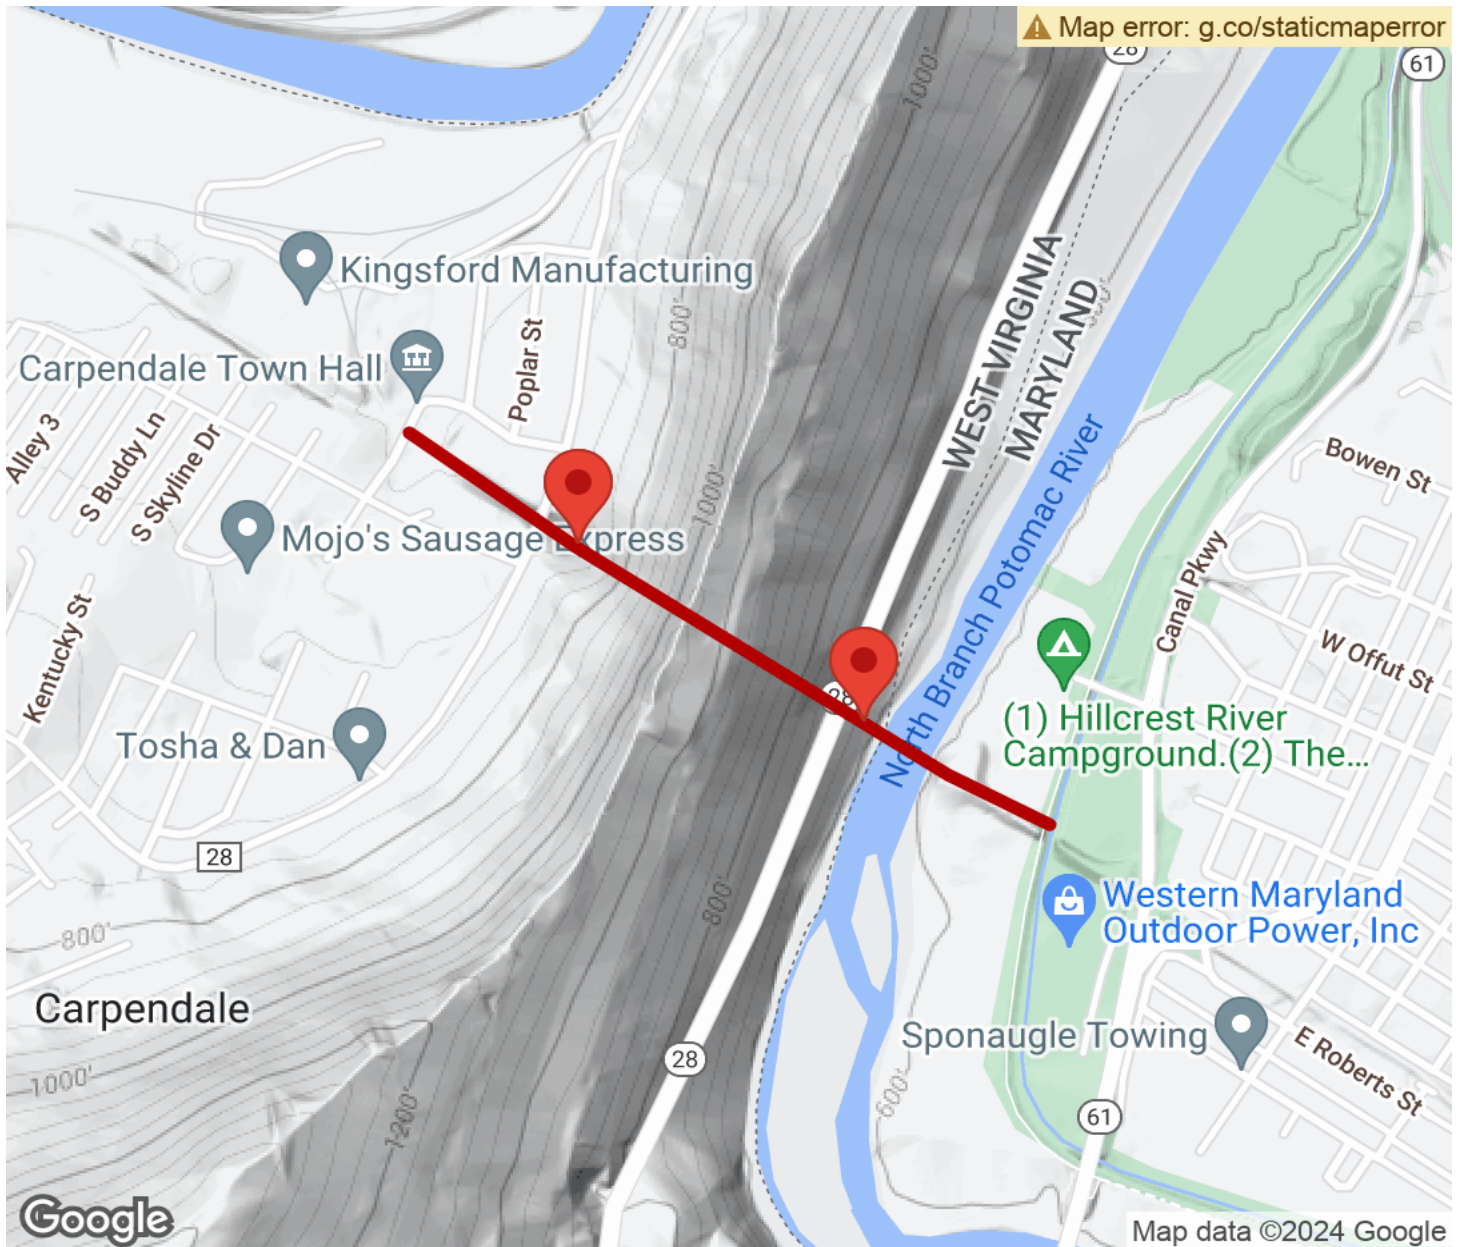 Map error: g.co/staticmaperror
28
61
1000'
Kingsford Manufacturing
800'
WEST VIRGINIA
MARYLAND
Carpendale Town Hall
Poplar St
Alley 3
S Buddy Ln
S Skyline Dr
North Branch Potomac River
Bowen St
1000'
Mojo's Sausage Express
Canal Pkwy
Kentucky St
W Offut St
28
(1) Hillcrest River
Campground.(2) The...
Tosha & Dan
28
800'
Western Maryland
Outdoor Power, Inc
800'
Carpendale
Sponaugle Towing
28
E Roberts St
1000'
600'
1200'
61
Google
Map data ©2024 Google